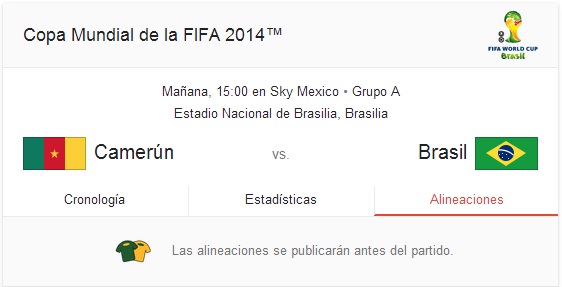 Copa Mundial de la FIFA 2014™
FIFA WORLD CUP
Brasil
Mañana, 15:00 en Sky Mexico • Grupo A
Estadio Nacional de Brasilia, Brasilia
Camerún
vs.
Brasil
Cronología
Estadísticas
Alineaciones
Las alineaciones se publicarán antes del partido.